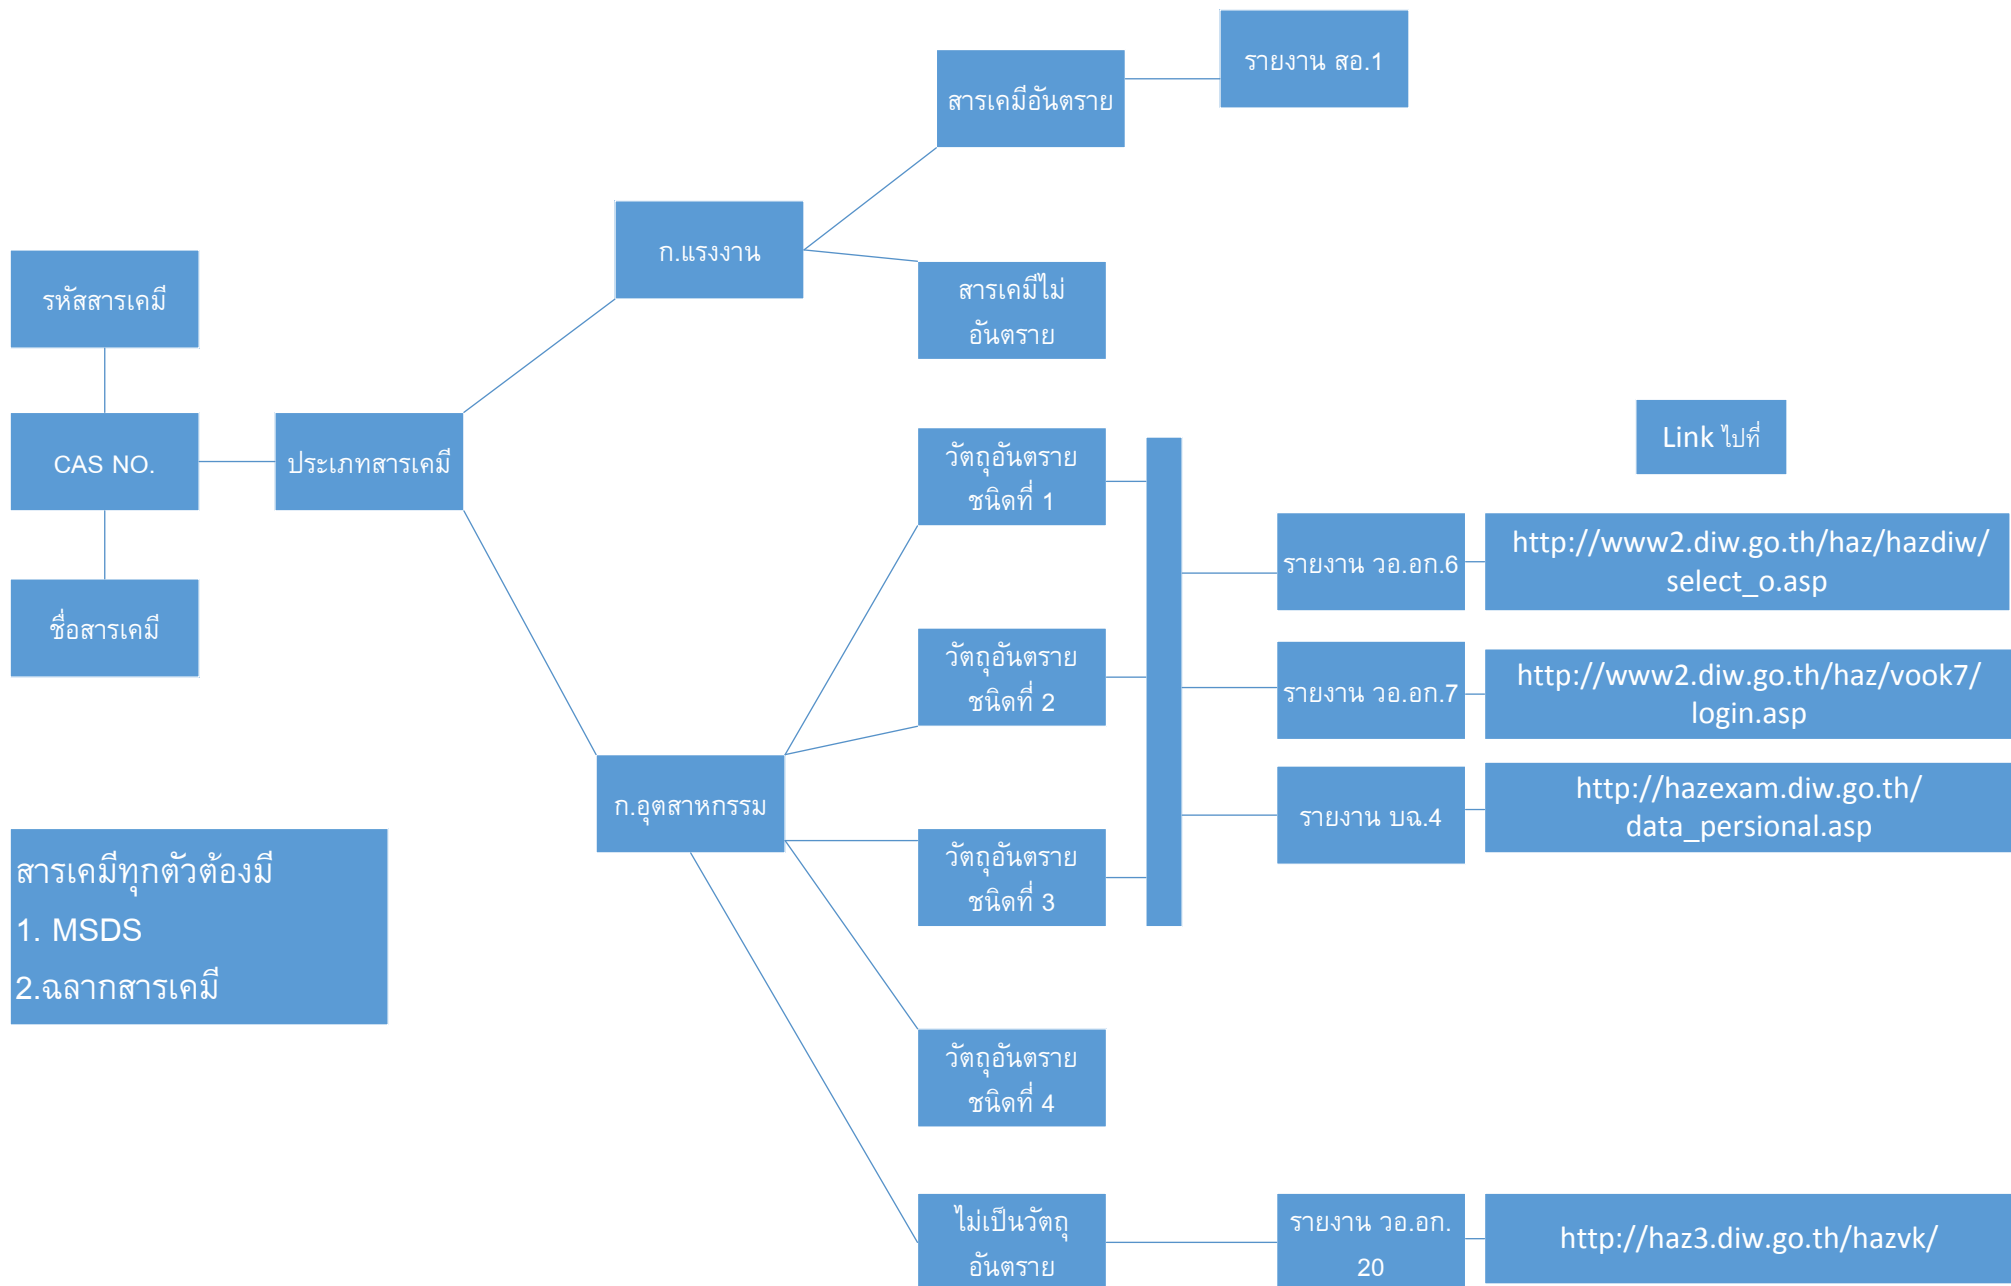 รายงาน สอ.1
สารเคมีอันตราย
ก.แรงงาน
สารเคมีไม่
อันตราย
รหัสสารเคมี
CAS NO.
ประเภทสารเคมี
ชื่อสารเคมี
วัตถุอันตราย
ชนิดที่ 1
Link ไปที่
รายงาน วอ.อก.6
http://www2.diw.go.th/haz/hazdiw/
select_o.asp
วัตถุอันตราย
ชนิดที่ 2
รายงาน วอ.อก.7
http://www2.diw.go.th/haz/vook7/
login.asp
ก.อุตสาหกรรม
รายงาน บฉ.4
http://hazexam.diw.go.th/
data_persional.asp
วัตถุอันตราย
ชนิดที่ 3
สารเคมีทุกตัวต้องมี
1. MSDS
2.ฉลากสารเคมี
วัตถุอันตราย
ชนิดที่ 4
ไม่เป็นวัตถุ
อันตราย
รายงาน วอ.อก.
20
http://haz3.diw.go.th/hazvk/